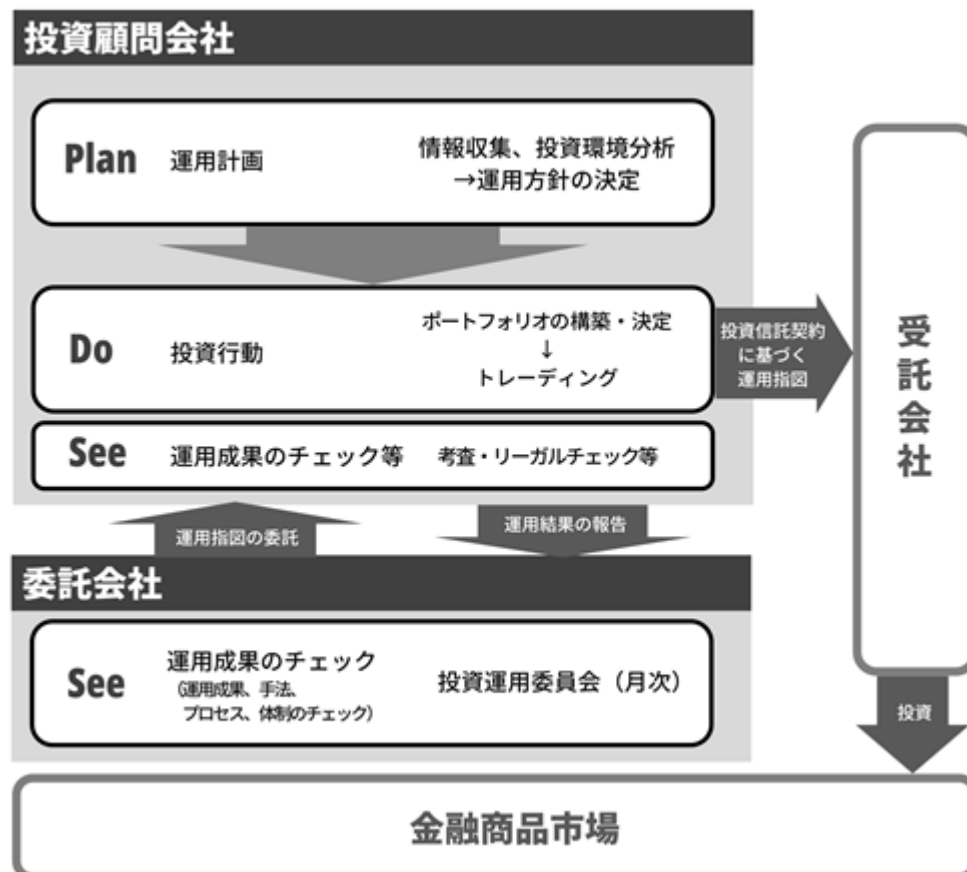 投資顧問会社
Plan 運用計画
情報収集、投資環境分析
→運用方針の決定
Do 投資行動
ポートフォリオの構築・決定
↓
トレーディング
投資信託契約
に基づく
運用指図
受託会社
See 運用成果のチェック等 考査・リーガルチェック等
運用指図の委託
運用結果の報告
委託会社
See 運用成果のチェック
(運用成果、手法、
プロセス、体制のチェック)
投資運用委員会(月次)
投資
金融商品市場